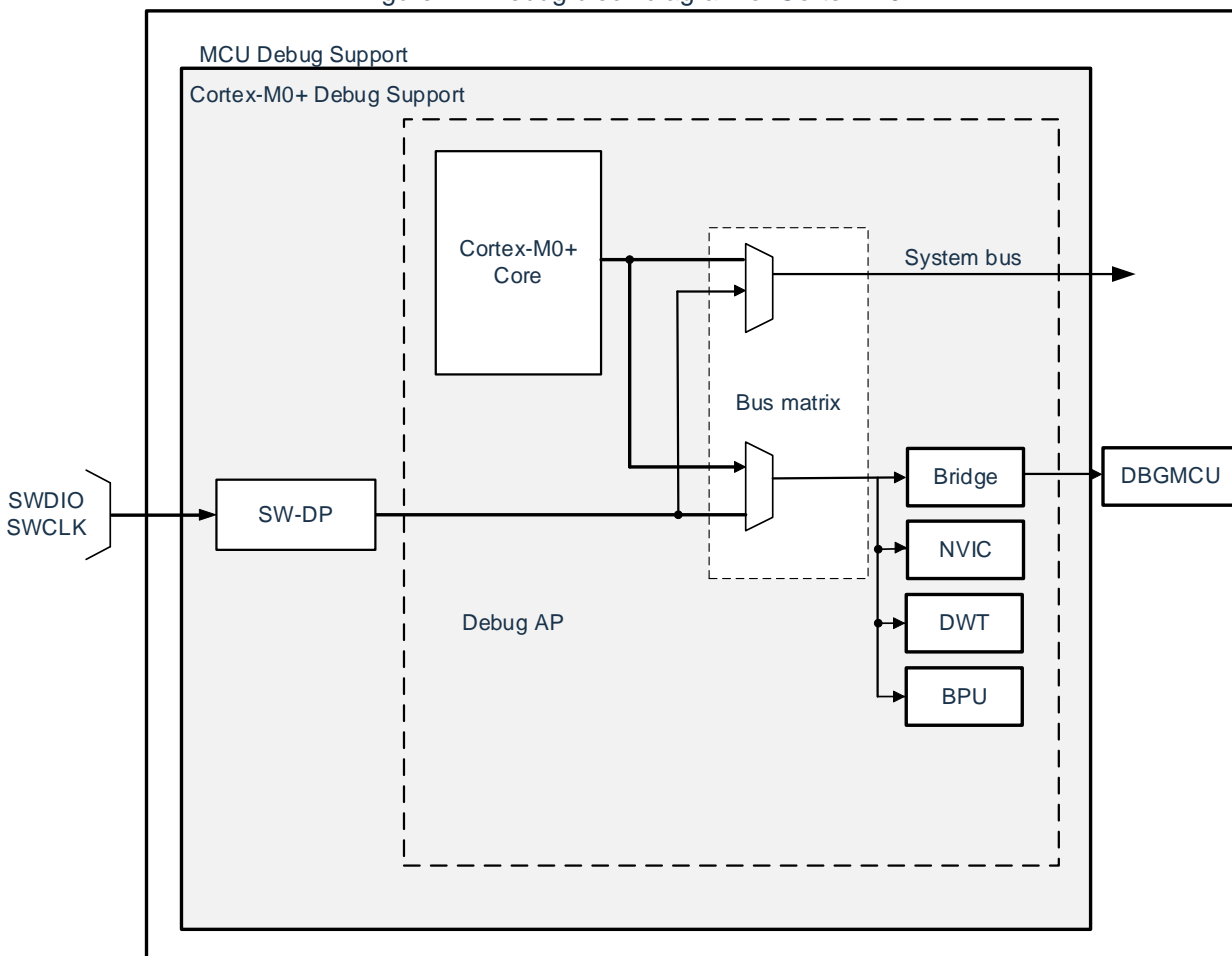 MCU Debug Support
Cortex-M0+ Debug Support
Cortex-M0+
Core
System bus
Bus matrix
SWDIO
SWCLK
SW-DP
Bridge
DBGMCU
NVIC
DWT
Debug AP
BPU